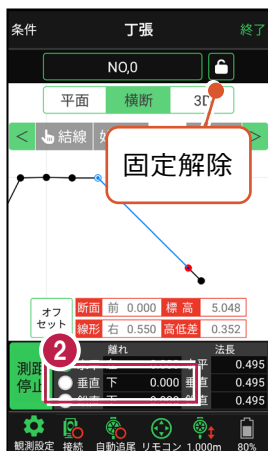 条件 丁張 終了
NO,0
平面 横断 3D
< 結線 >
固定解除
オフ
セット
断面 前 0.000 標高 5.048
線形 右 0.550 高低差 0.352
2
離れ 法長
測距
停止
水平 0.495
垂直 下 0.000 垂直 0.495
下 0.495
観測設定 接続 自動追尾 リモコン 1.000m 80%